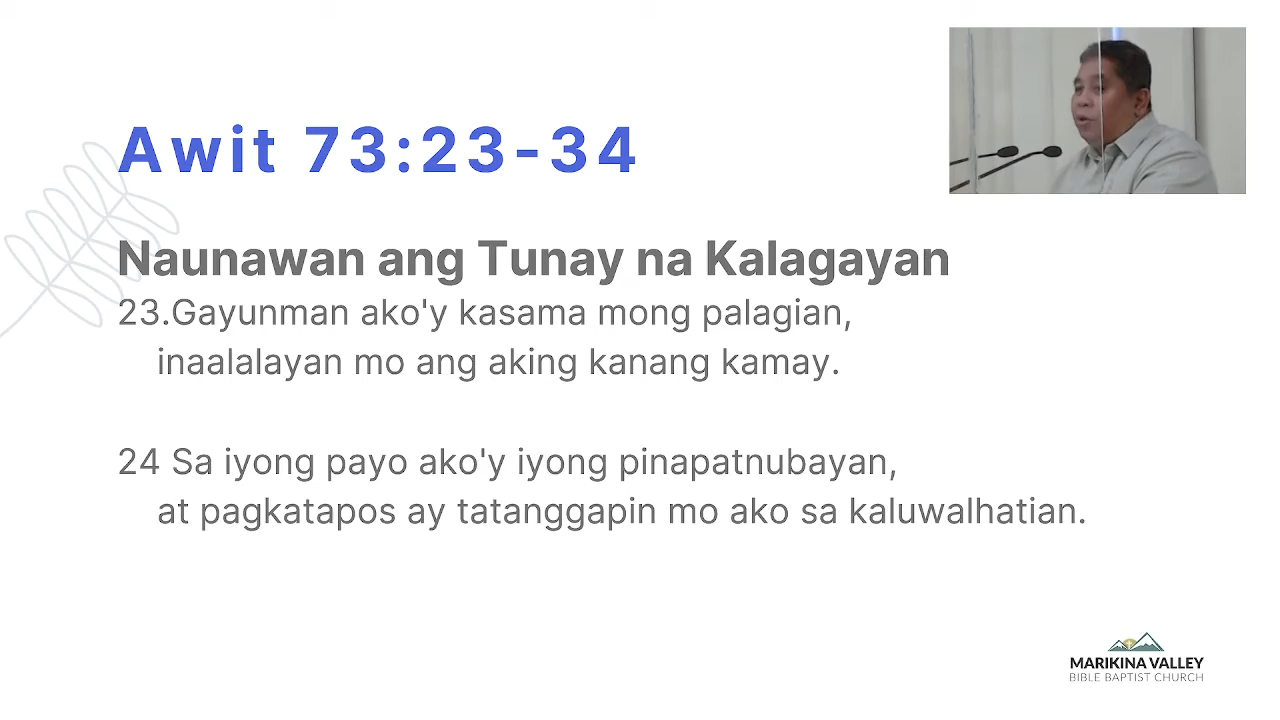 Awit 73:23-34
Naunawan ang Tunay na Kalagayan
23.Gayunman ako'y kasama mong palagian,
inaalalayan mo ang aking kanang kamay.
24 Sa iyong payo ako'y iyong pinapatnubayan,
at pagkatapos ay tatanggapin mo ako sa kaluwalhatian.
MARIKINA VALLEY
BIBLE BAPTIST CHURCH